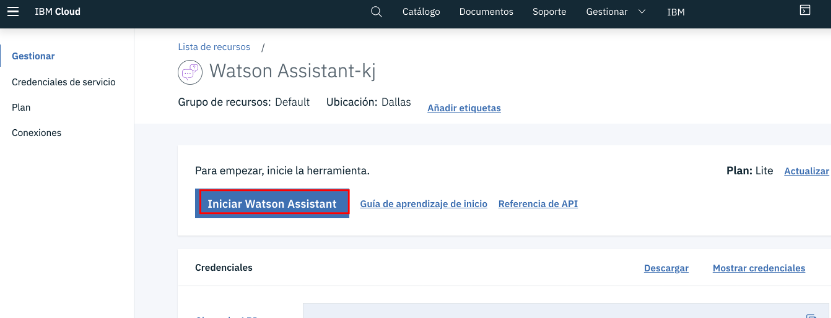 IBM Cloud
Catálogo Documentos Soporte Gestionar IBM
Gestionar
Credenciales de servicio
Plan
Conexiones
Lista de recursos /
Watson Assistant-kj
Grupo de recursos: Default Ubicación: Dallas Añadir etiquetas
Para empezar, inicie la herramienta.
Plan: Lite Actualizar
Iniciar Watson Assistant Guía de aprendizaje de inicio Referencia de API
Credenciales Descargar Mostrar credenciales